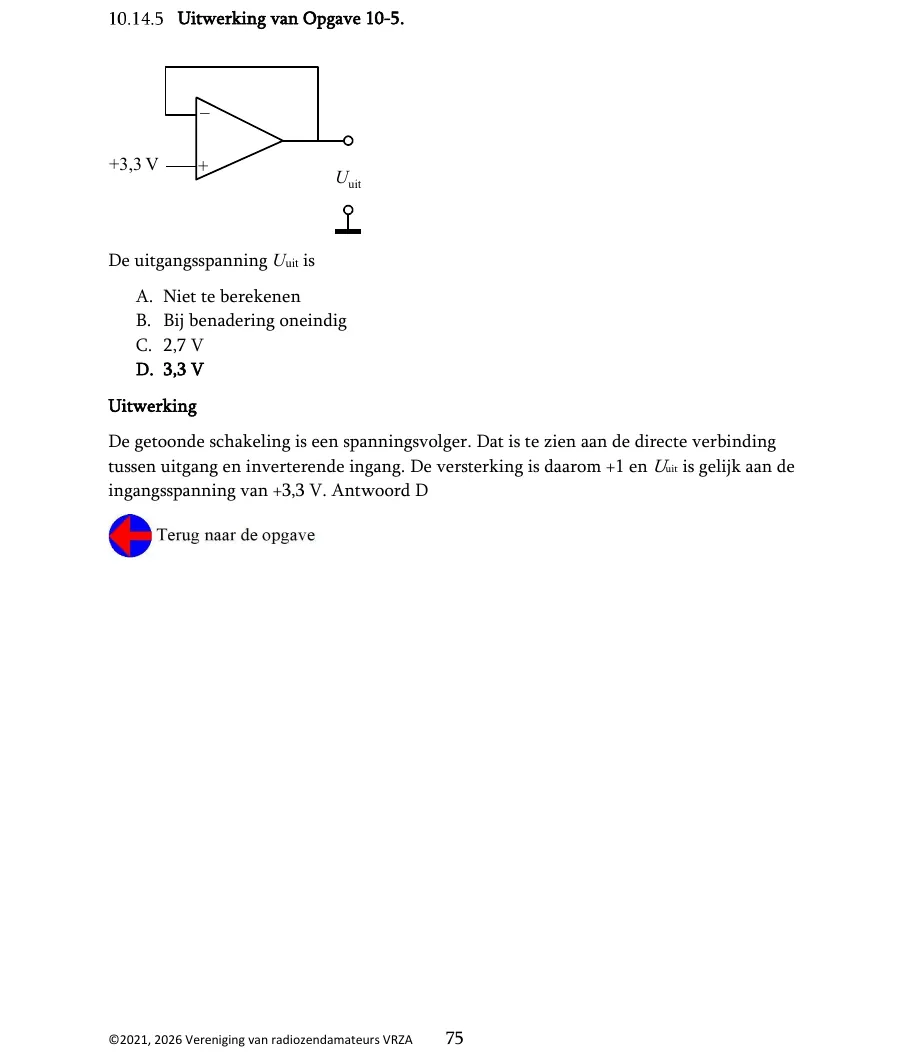 10.14.5 Uitwerking van Opgave 10-5.
−
+3,3 V
+
Uuit
De uitgangsspanning Uuit is
A. Niet te berekenen
B. Bij benadering oneindig
C. 2,7 V
D. 3,3 V
Uitwerking
De getoonde schakeling is een spanningsvolger. Dat is te zien aan de directe verbinding
tussen uitgang en inverterende ingang. De versterking is daarom +1 en Uuit is gelijk aan de
ingangsspanning van +3,3 V. Antwoord D
Terug naar de opgave
©2021, 2026 Vereniging van radiozendamateurs VRZA 75